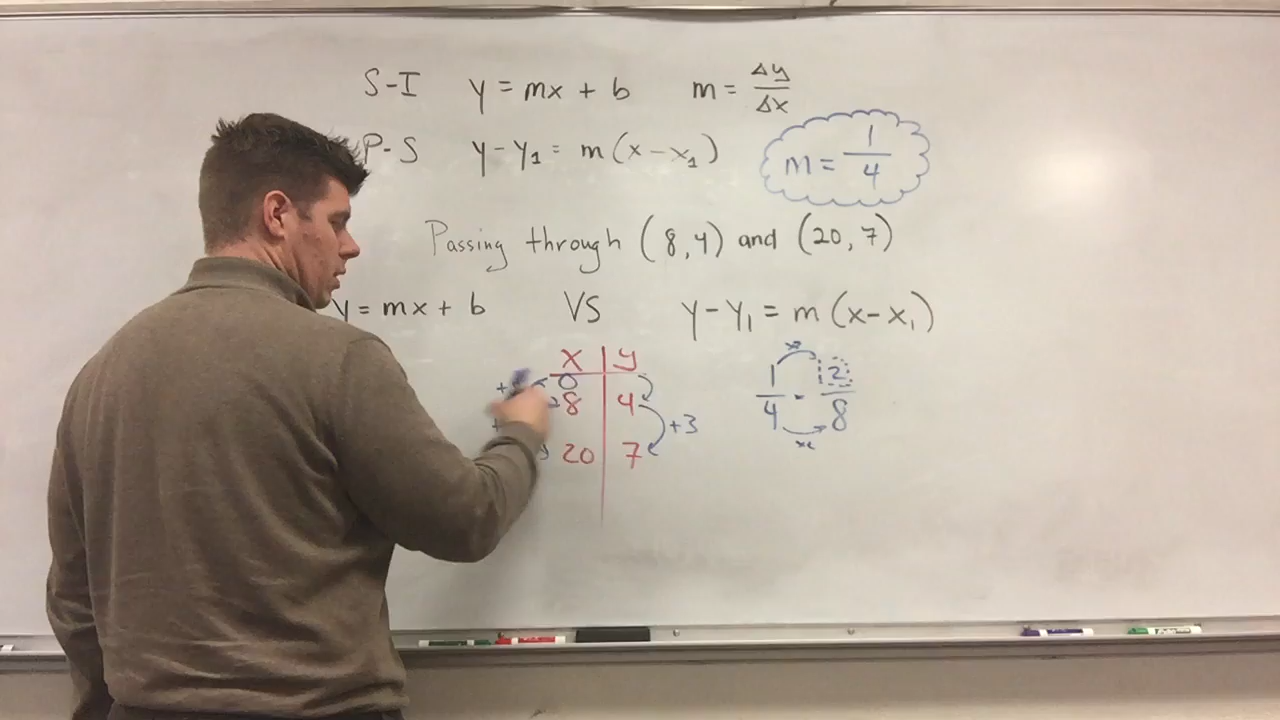 S-I y = mx + b m = Δy/Δx
P-S y-y₁ = m(x-x₁) m = 1/4
Passing through (8,4) and (20,7)
y = mx + b VS y-y₁ = m(x-x₁)
x y
0
8 4
20 7
+3
1/4 = 2/8